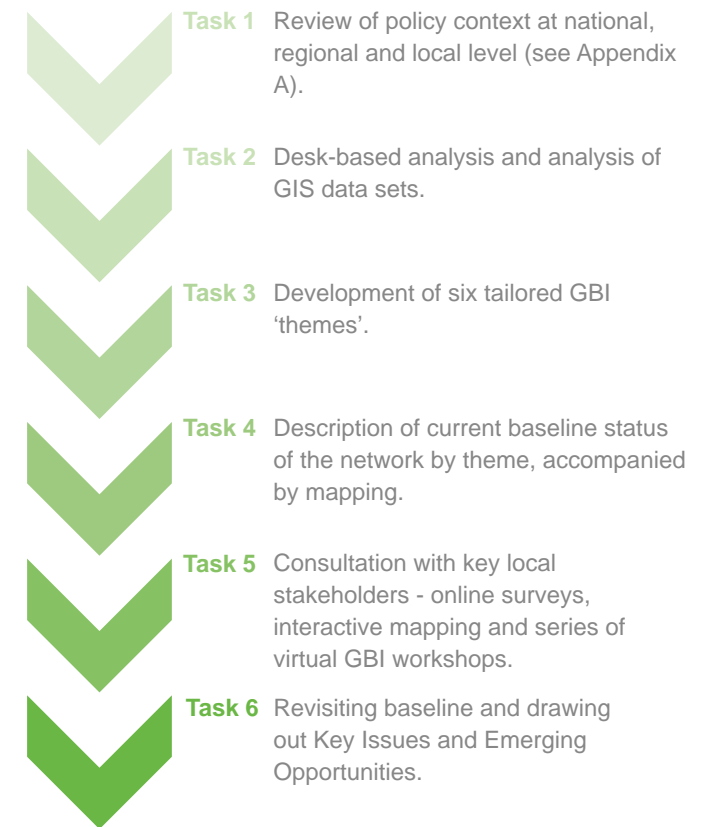 Task 1 Review of policy context at national,
regional and local level (see Appendix
A).
Task 2 Desk-based analysis and analysis of
GIS data sets.
Task 3 Development of six tailored GBI
‘themes’.
Task 4 Description of current baseline status
of the network by theme, accompanied
by mapping.
Task 5 Consultation with key local
stakeholders - online surveys,
interactive mapping and series of
virtual GBI workshops.
Task 6 Revisiting baseline and drawing
out Key Issues and Emerging
Opportunities.